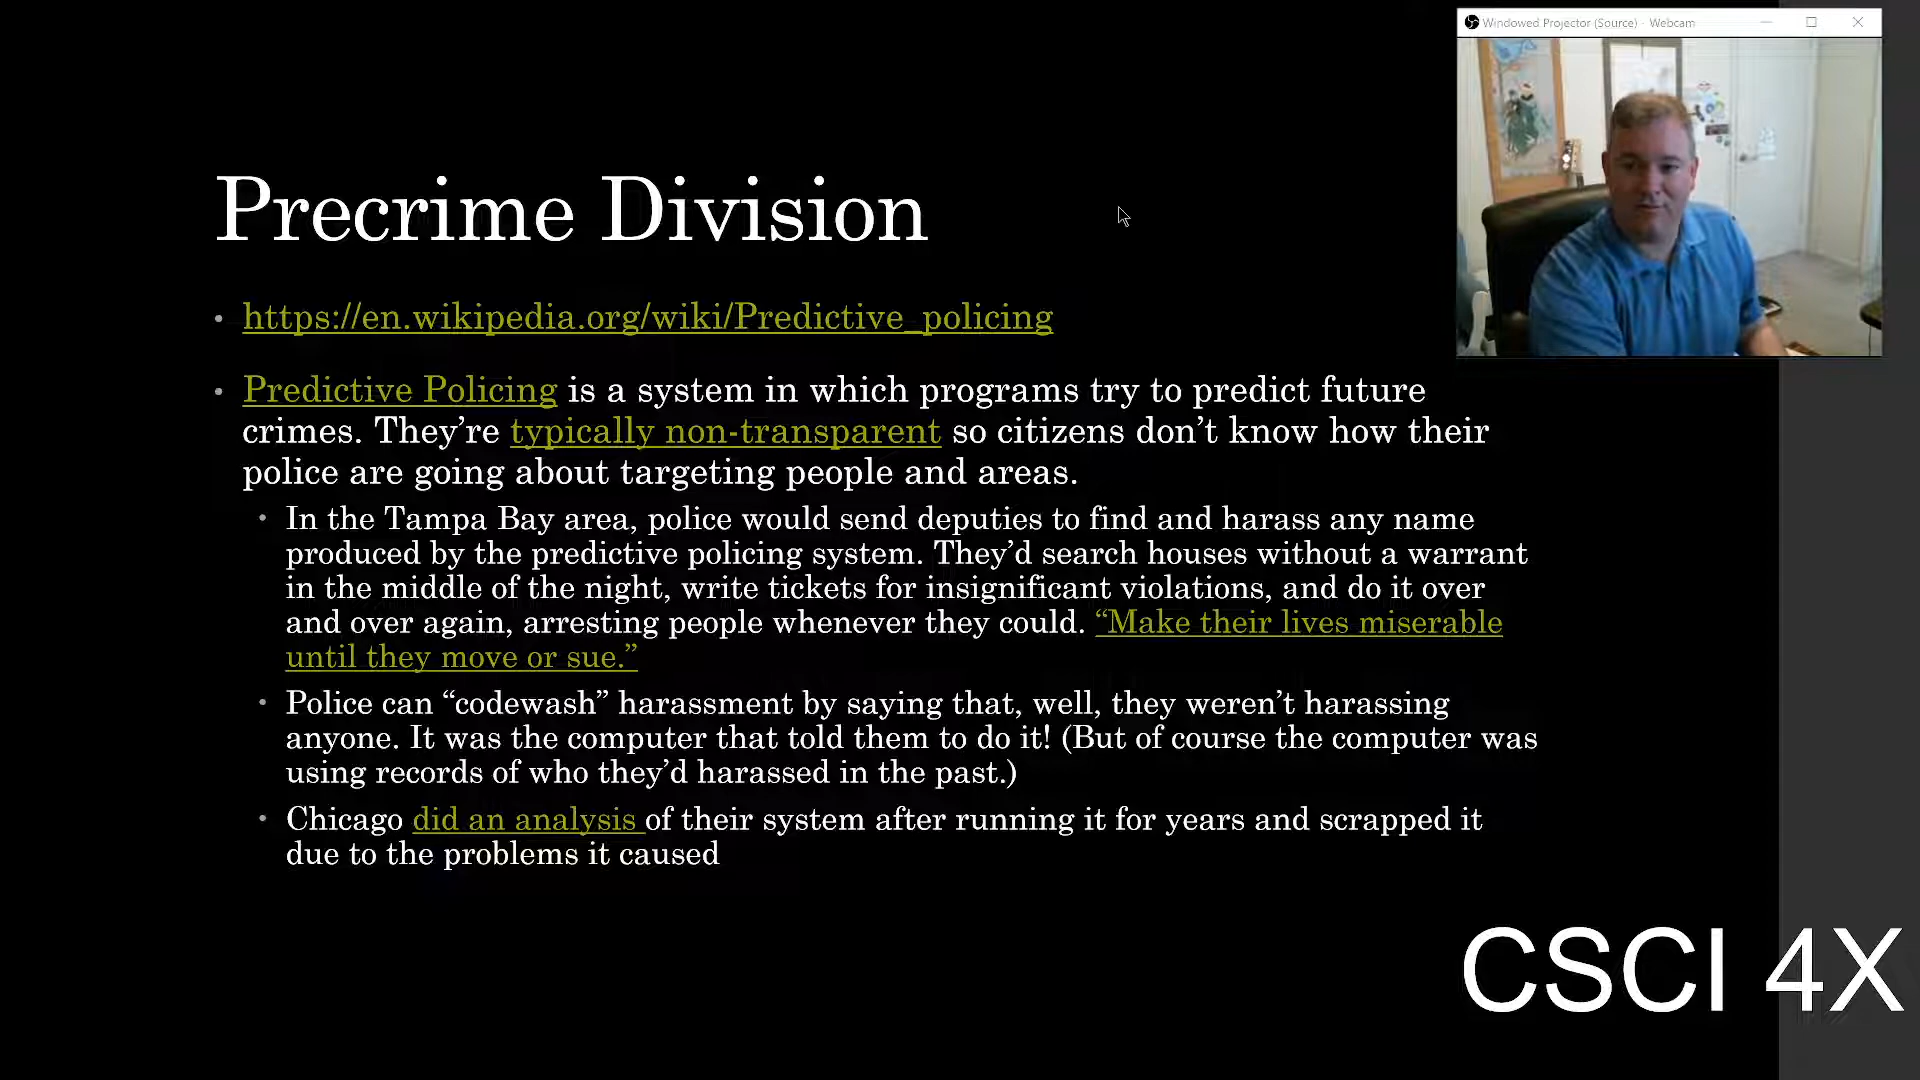 Windowed Projector (Source) - Webcam
Precrime Division
https://en.wikipedia.org/wiki/Predictive_policing
Predictive Policing is a system in which programs try to predict future
crimes. They’re typically non-transparent so citizens don’t know how their
police are going about targeting people and areas.
In the Tampa Bay area, police would send deputies to find and harass any name
produced by the predictive policing system. They’d search houses without a warrant
in the middle of the night, write tickets for insignificant violations, and do it over
and over again, arresting people whenever they could. “Make their lives miserable
until they move or sue.”
Police can “codewash” harassment by saying that, well, they weren’t harassing
anyone. It was the computer that told them to do it! (But of course the computer was
using records of who they’d harassed in the past.)
Chicago did an analysis of their system after running it for years and scrapped it
due to the problems it caused
CSCI 4X